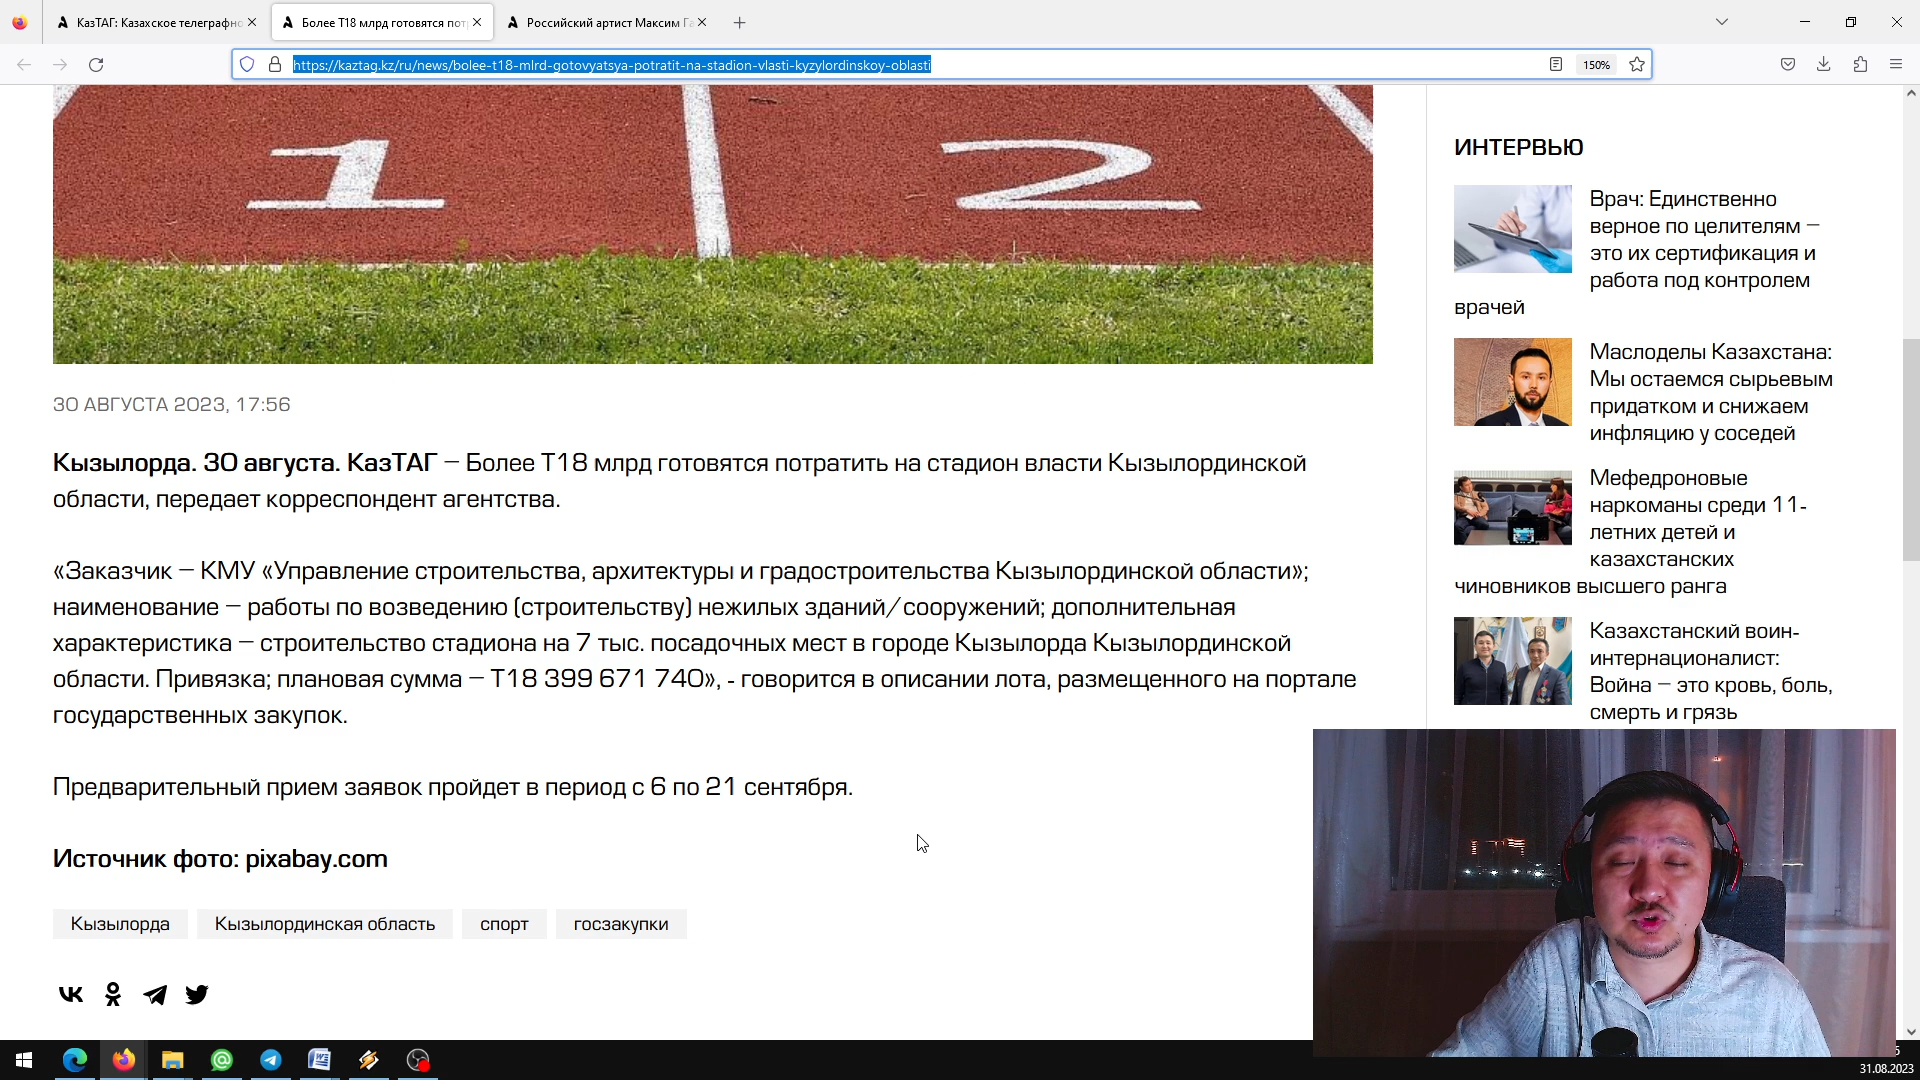 КазТАГ: Казахское телеграфно
Более Т18 млрд готовятся пот
Российский артист Максим Га
https://kaztag.kz/ru/news/bolee-t18-mlrd-gotovyatsya-potratit-na-stadion-vlasti-kyzylordinskoy-oblasti
150%
1
2
30 АВГУСТА 2023, 17:56
Кызылорда. 30 августа. КазТАГ – Более Т18 млрд готовятся потратить на стадион власти Кызылординской
области, передает корреспондент агентства.
«Заказчик – КМУ «Управление строительства, архитектуры и градостроительства Кызылординской области»;
наименование – работы по возведению (строительству) нежилых зданий/сооружений; дополнительная
характеристика – строительство стадиона на 7 тыс. посадочных мест в городе Кызылорда Кызылординской
области. Привязка; плановая сумма – Т18 399 671 740», - говорится в описании лота, размещенного на портале
государственных закупок.
Предварительный прием заявок пройдет в период с 6 по 21 сентября.
Источник фото: pixabay.com
Кызылорда
Кызылординская область
спорт
госзакупки
ИНТЕРВЬЮ
Врач: Единственно
верное по целителям –
это их сертификация и
работа под контролем
врачей
Маслоделы Казахстана:
Мы остаемся сырьевым
придатком и снижаем
инфляцию у соседей
Мефедроновые
наркоманы среди 11-
летних детей и
казахстанских
чиновников высшего ранга
Казахстанский воин-
интернационалист:
Война – это кровь, боль,
смерть и грязь
31.08.2023